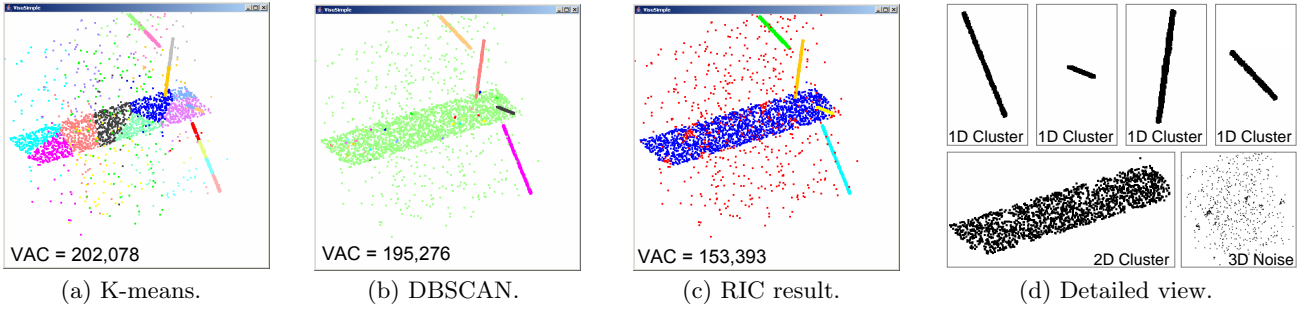 VisuSimple
VAC = 202,078
(a) K-means.
VisuSimple
VAC = 195,276
(b) DBSCAN.
VisuSimple
VAC = 153,393
(c) RIC result.
1D Cluster
1D Cluster
1D Cluster
1D Cluster
2D Cluster
3D Noise
(d) Detailed view.